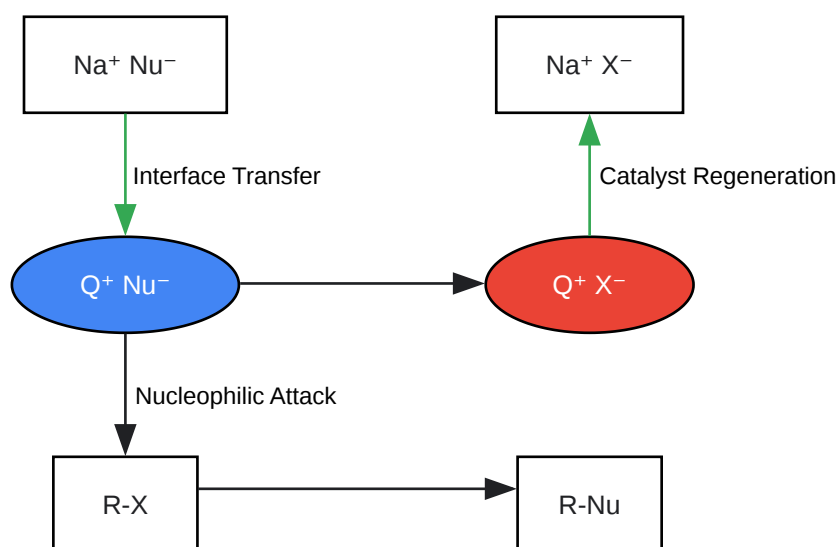 Na⁺ Nu⁻
Na⁺ X⁻
Interface Transfer
Catalyst Regeneration
Q⁺ Nu⁻
Q⁺ X⁻
Nucleophilic Attack
R-X
R-Nu